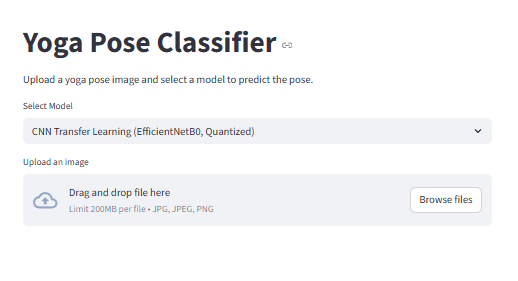 Yoga Pose Classifier
Upload a yoga pose image and select a model to predict the pose.
Select Model
CNN Transfer Learning (EfficientNetB0, Quantized)
Upload an image
Drag and drop file here
Limit 200MB per file • JPG, JPEG, PNG
Browse files